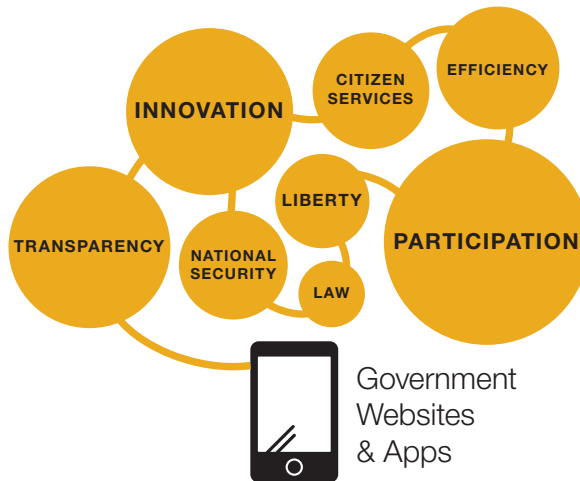 CITIZEN
SERVICES
EFFICIENCY
INNOVATION
LIBERTY
TRANSPARENCY
NATIONAL
SECURITY
PARTICIPATION
LAW
Government
Websites
& Apps